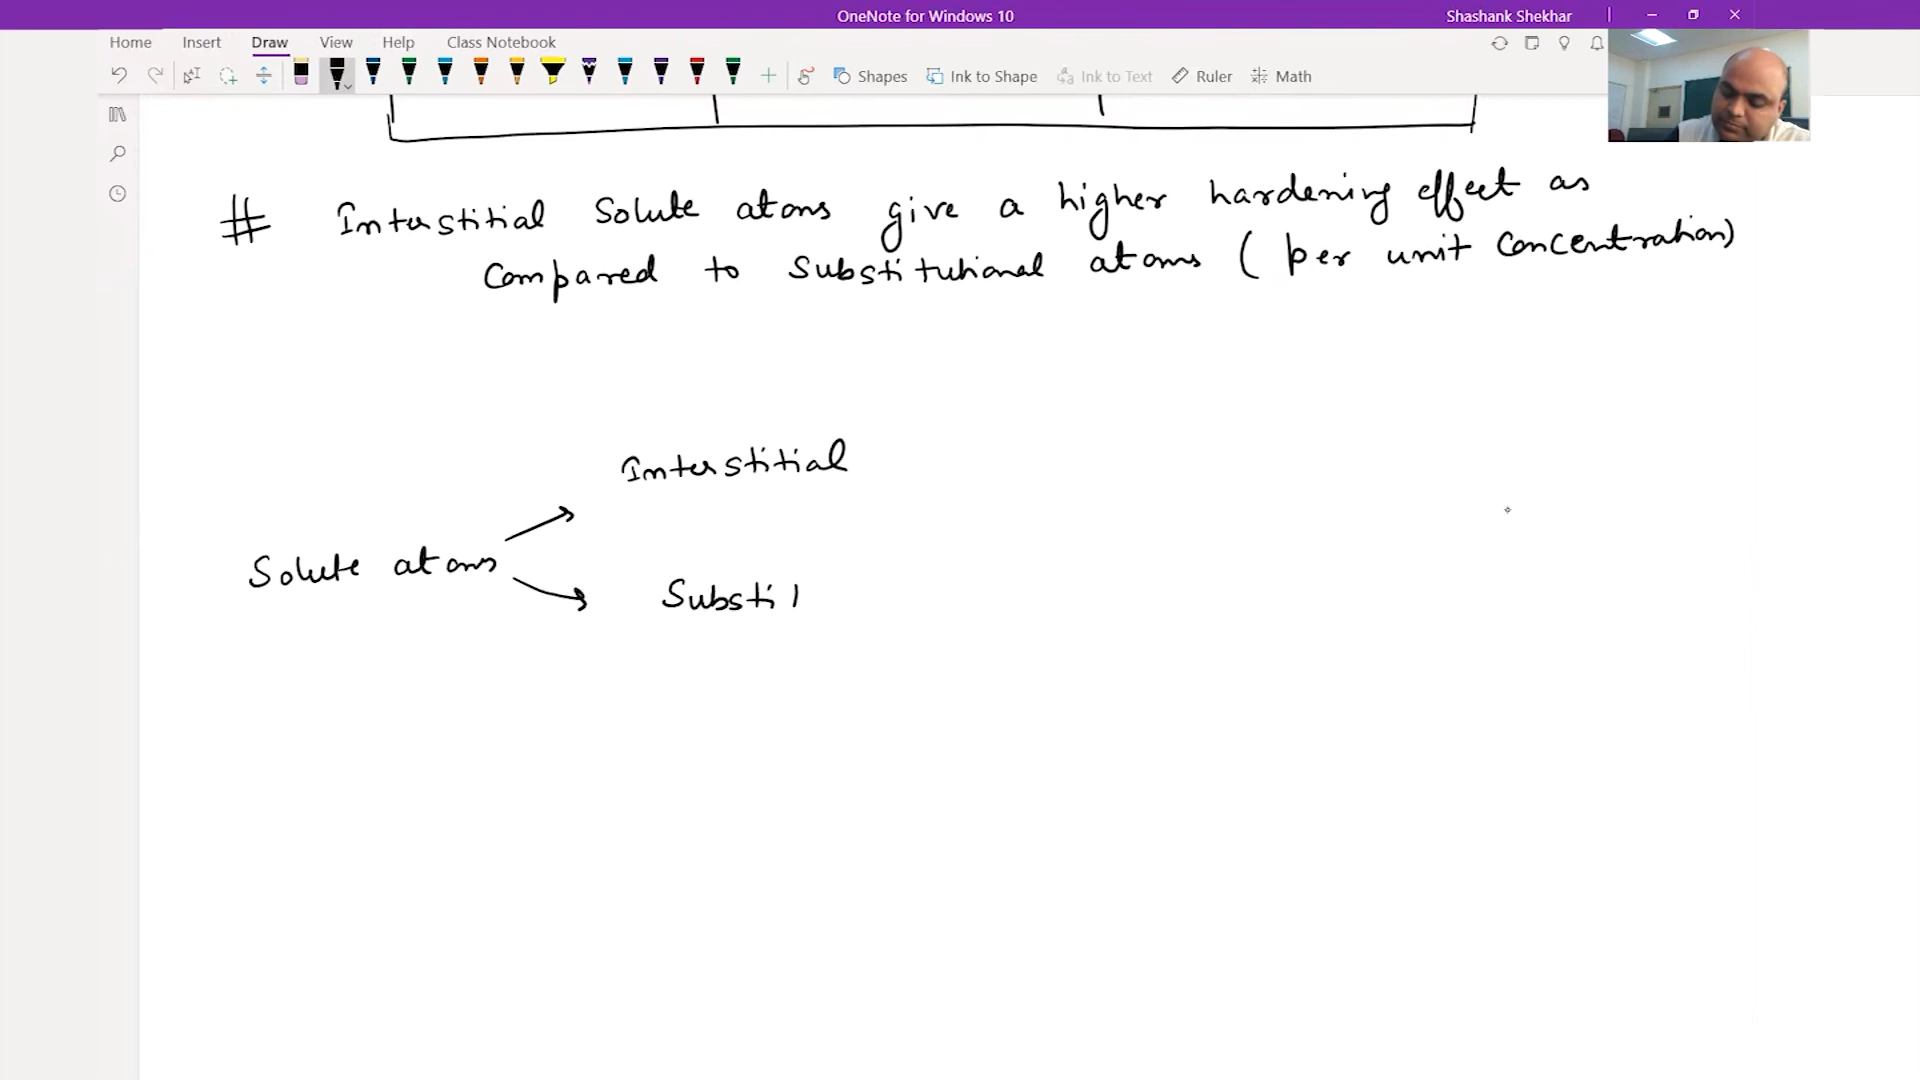 OneNote for Windows 10
Shashank Shekhar
Home Insert Draw View Help Class Notebook
Shapes Ink to Shape Ink to Text Ruler Math
# Interstitial Solute atoms give a higher hardening effect as
compared to substitutional atoms ( per unit concentration)
Interstitial
Solute atoms
Substit